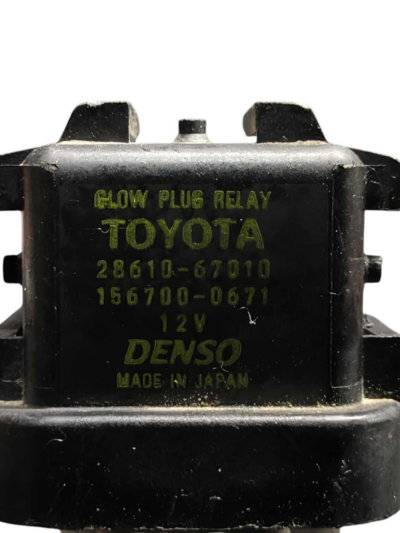 GLOW PLUG RELAY
TOYOTA
28610-67010
156700-0671
12V
DENSO
MADE IN JAPAN